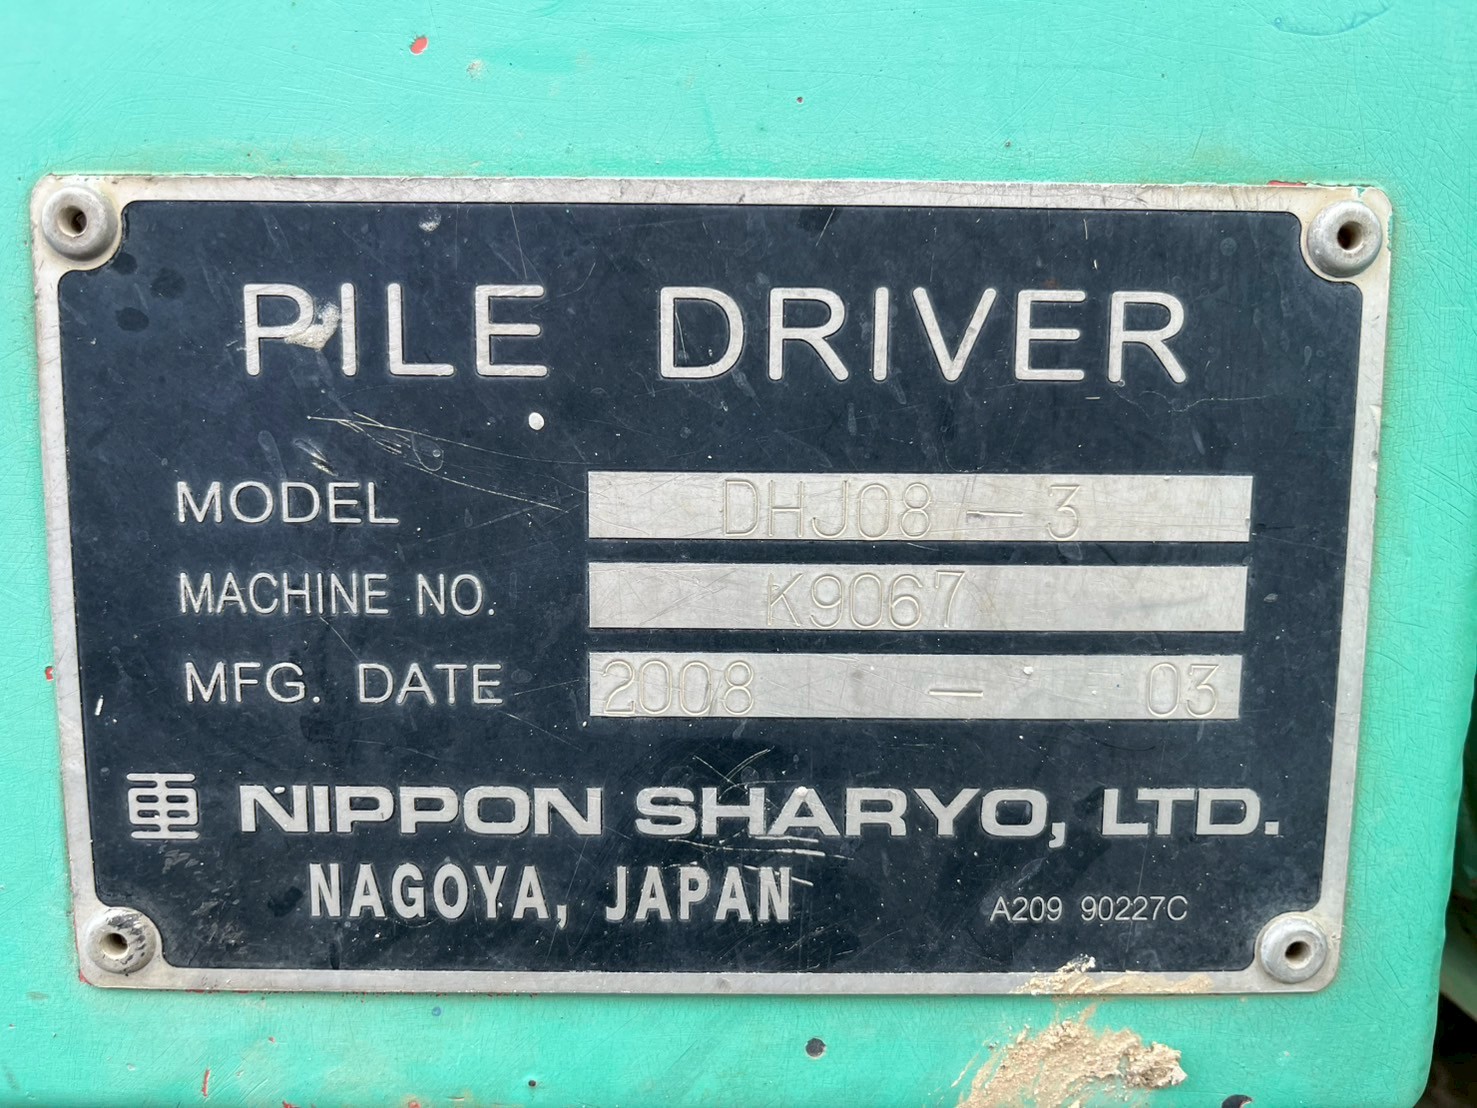 PILE DRIVER
MODEL DHJ08-3
MACHINE NO. K9067
MFG. DATE 2008 - 03
NIPPON SHARYO, LTD.
NAGOYA, JAPAN
A209 90227C